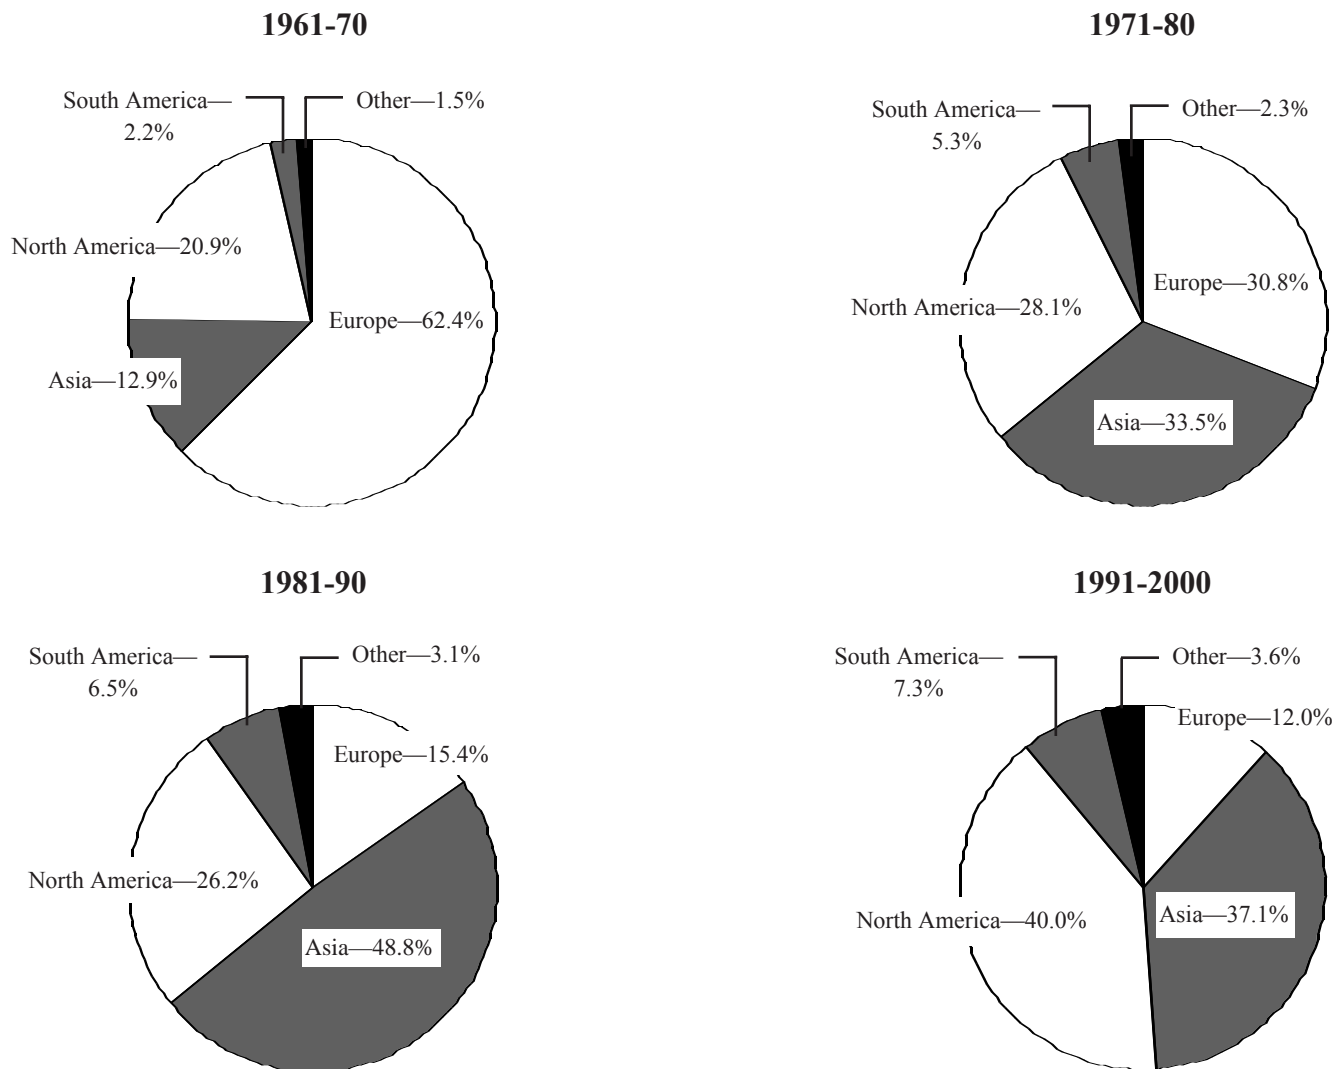 1961-70
South America—
2.2%
Other—1.5%
North America—20.9%
Europe—62.4%
Asia—12.9%
1971-80
South America—
5.3%
Other—2.3%
Europe—30.8%
North America—28.1%
Asia—33.5%
1981-90
South America—
6.5%
Other—3.1%
Europe—15.4%
North America—26.2%
Asia—48.8%
1991-2000
South America—
7.3%
Other—3.6%
Europe—12.0%
Asia—37.1%
North America—40.0%